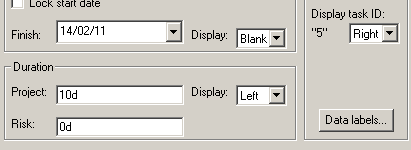 Lock start date
Finish: 14/02/11 Display: Blank
Duration
Project: 10d Display: Left
Risk: 0d
Display task ID:
"5" Right
Data labels...